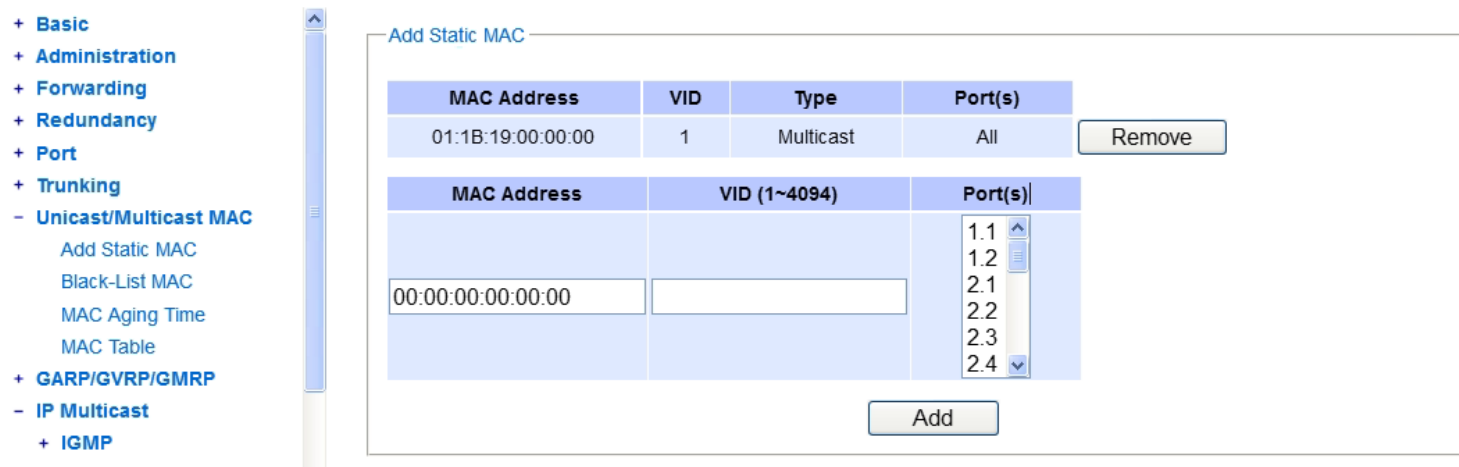 + Basic
+ Administration
+ Forwarding
+ Redundancy
+ Port
+ Trunking
− Unicast/Multicast MAC
Add Static MAC
Black-List MAC
MAC Aging Time
MAC Table
+ GARP/GVRP/GMRP
− IP Multicast
+ IGMP
Add Static MAC
MAC Address VID Type Port(s)
01:1B:19:00:00:00 1 Multicast All Remove
MAC Address VID (1~4094) Port(s)
00:00:00:00:00:00
1.1
1.2
2.1
2.2
2.3
2.4
Add